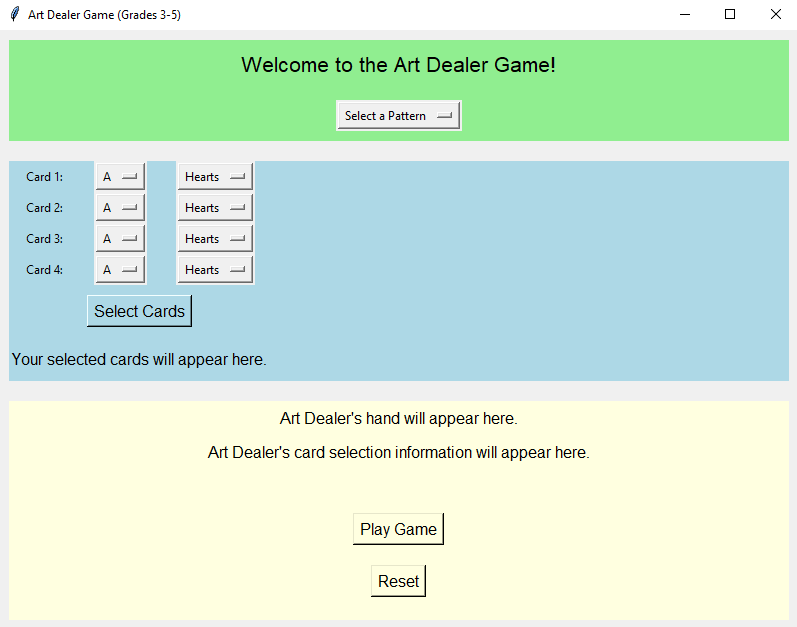 Art Dealer Game (Grades 3-5)
Welcome to the Art Dealer Game!
Select a Pattern
Card 1: A Hearts
Card 2: A Hearts
Card 3: A Hearts
Card 4: A Hearts
Select Cards
Your selected cards will appear here.
Art Dealer's hand will appear here.
Art Dealer's card selection information will appear here.
Play Game
Reset